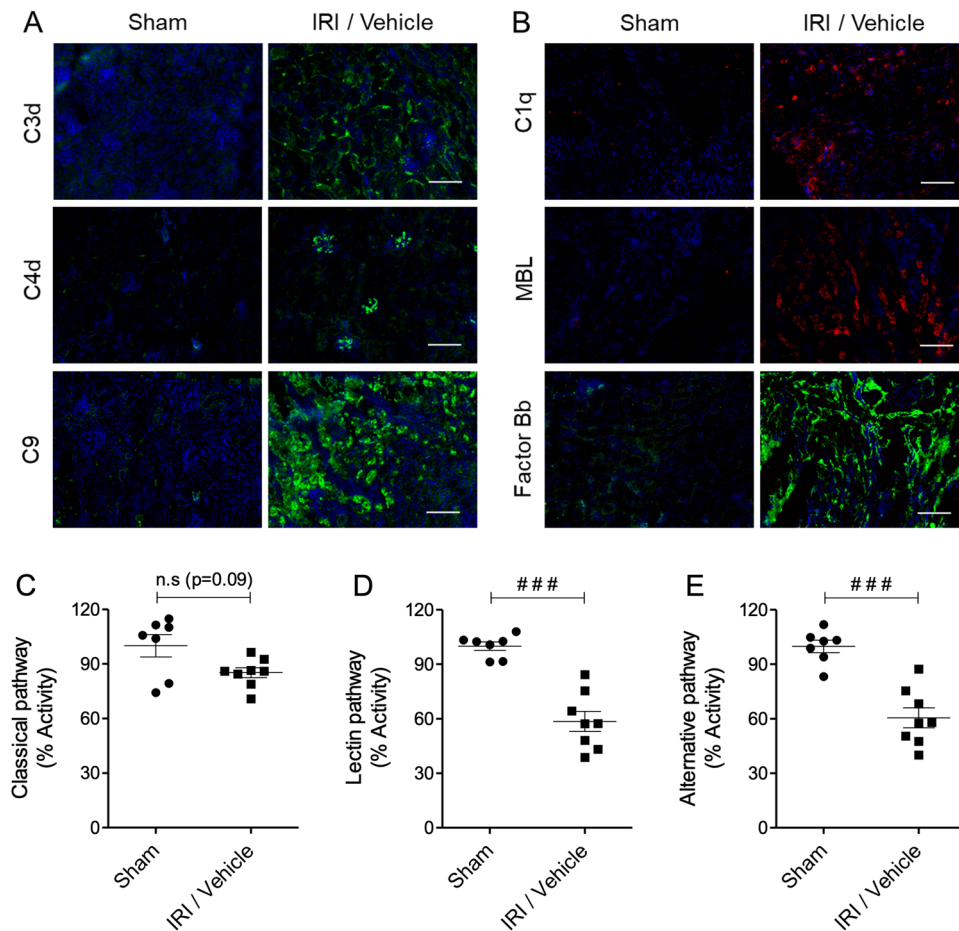 A
Sham
IRI / Vehicle
C3d
C4d
C9
B
Sham
IRI / Vehicle
C1q
MBL
Factor Bb
C
n.s (p=0.09)
Classical pathway
(% Activity)
120
90
60
30
0
Sham
IRI / Vehicle
D
# # #
Lectin pathway
(% Activity)
120
90
60
30
0
Sham
IRI / Vehicle
E
# # #
Alternative pathway
(% Activity)
120
90
60
30
0
Sham
IRI / Vehicle